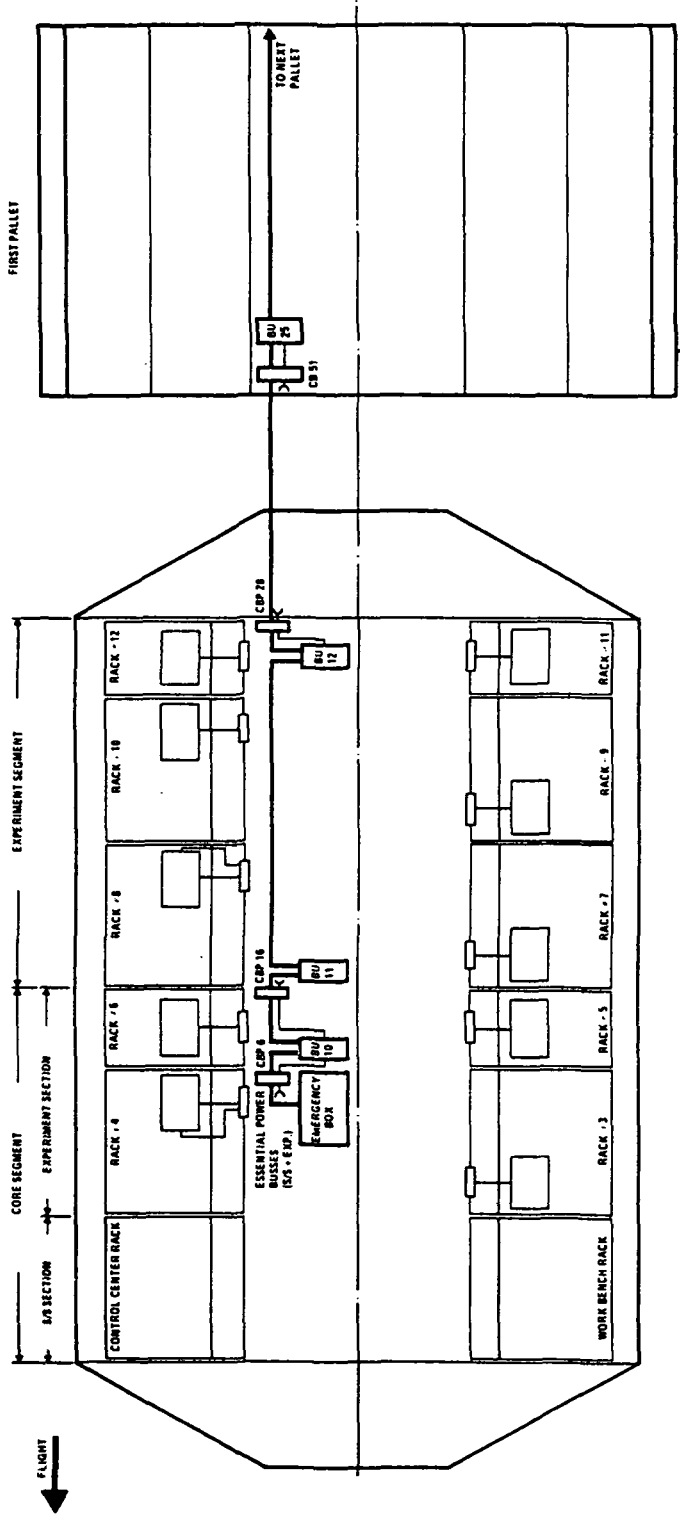 FLIGHT
CORE SEGMENT
EXPERIMENT SEGMENT
S/S SECTION
EXPERIMENT SECTION
FIRST PALLET
CONTROL CENTER RACK
RACK #4
RACK #6
RACK #8
RACK - 10
RACK -12
ESSENTIAL POWER
BUSSES
(S/S + EXP.)
CBP 6
CBP 16
CBP 28
EMERGENCY
BOX
BU
10
BU
11
BU
12
CB 51
BU
25
TO NEXT
PALLET
WORK BENCH RACK
RACK #3
RACK - 5
RACK #7
RACK - 9
RACK - 11